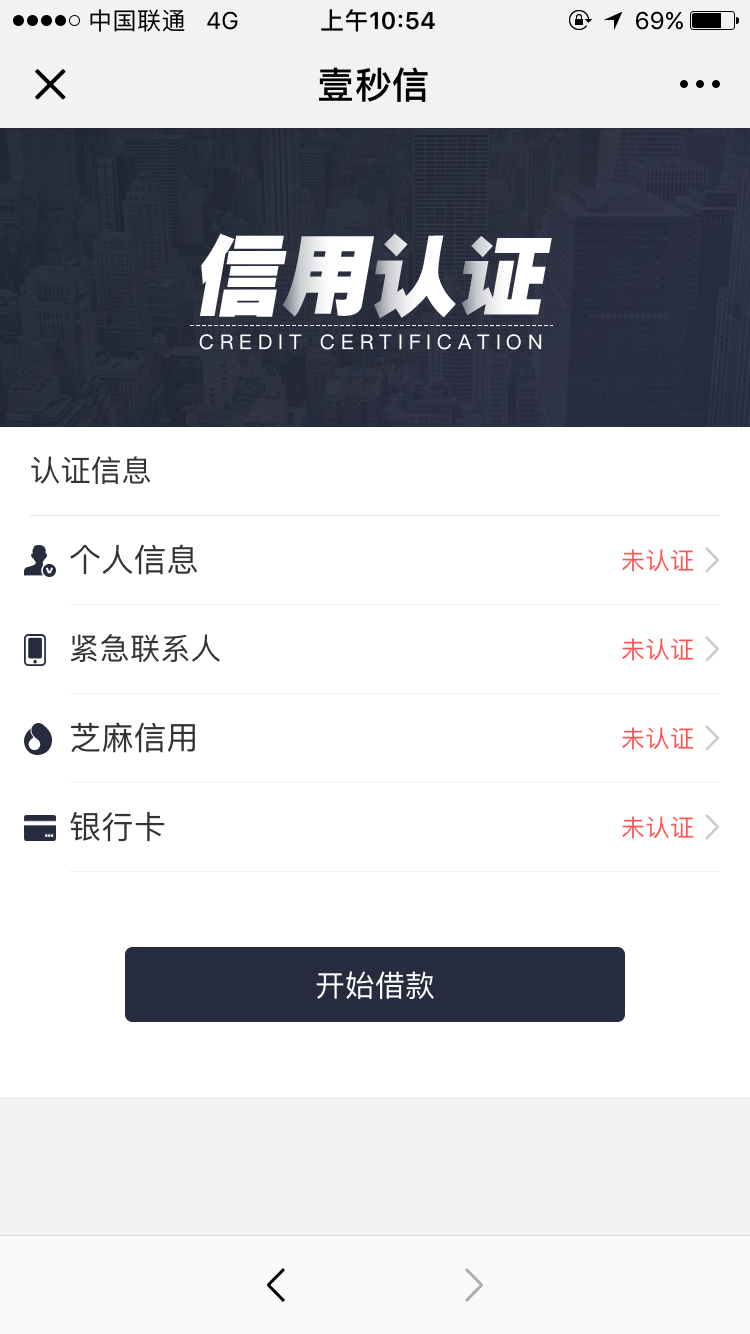 中国联通 4G 上午10:54 69%
壹秒信
信用认证
CREDIT CERTIFICATION
认证信息
个人信息 未认证
紧急联系人 未认证
芝麻信用 未认证
银行卡 未认证
开始借款